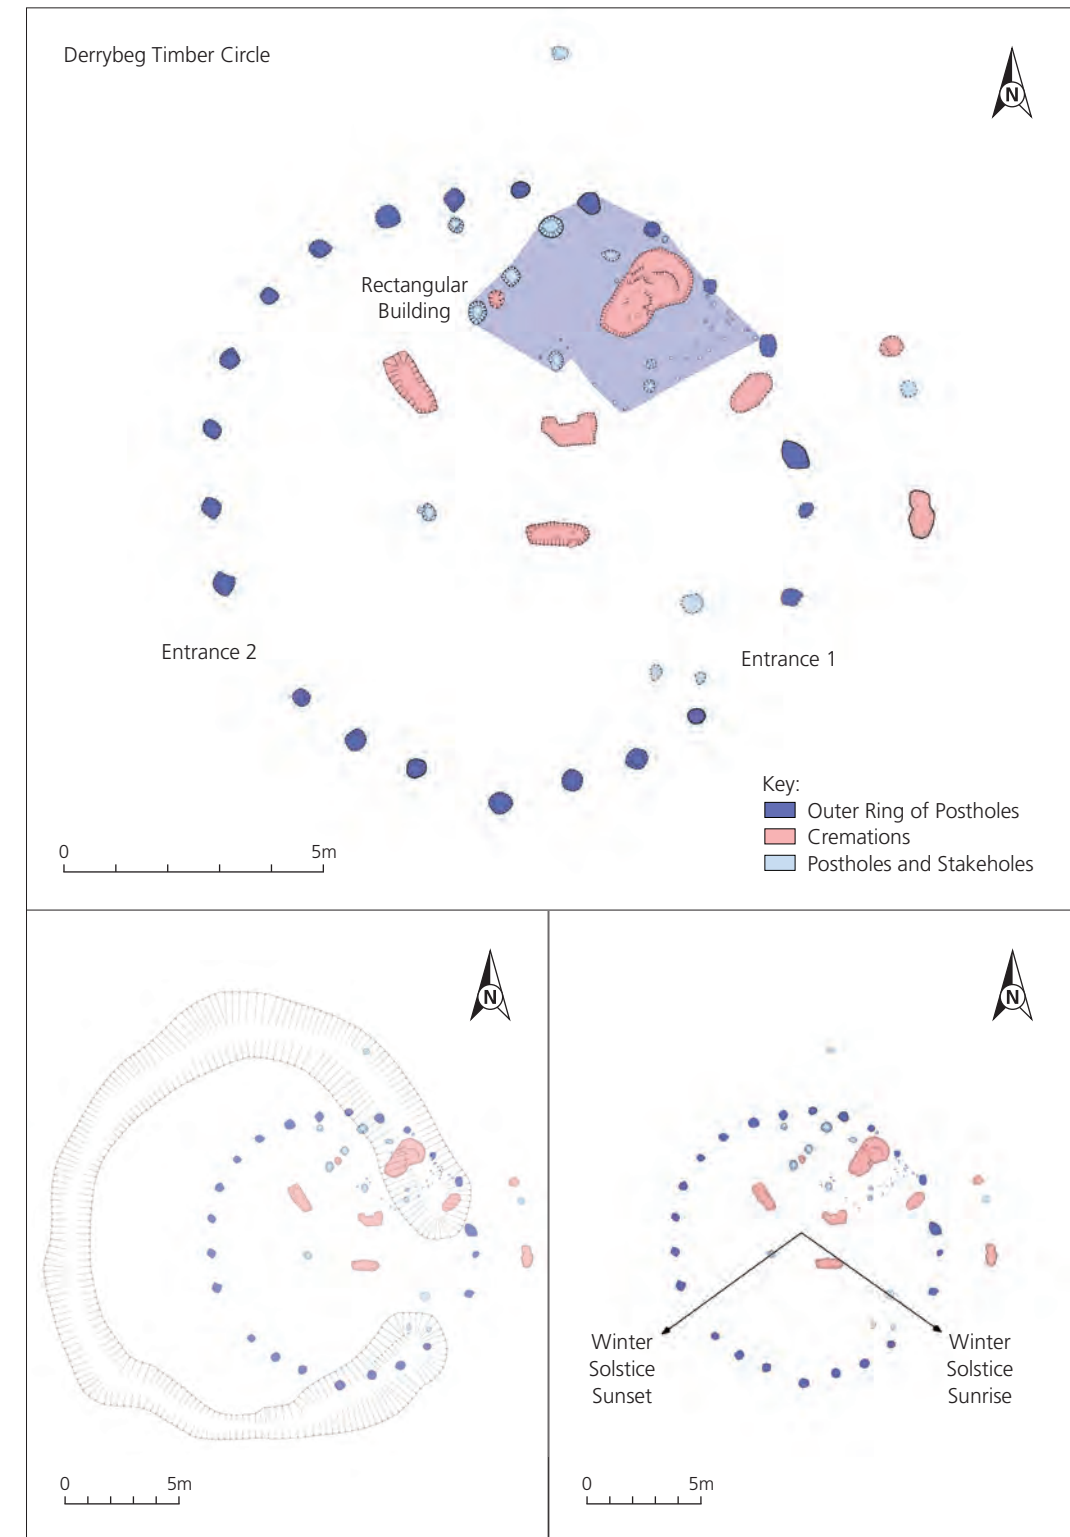 Derrybeg Timber Circle
N
Rectangular
Building
Entrance 2
Entrance 1
Key:
Outer Ring of Postholes
Cremations
Postholes and Stakeholes
0 5m
N
0 5m
N
Winter
Solstice
Sunset
Winter
Solstice
Sunrise
0 5m